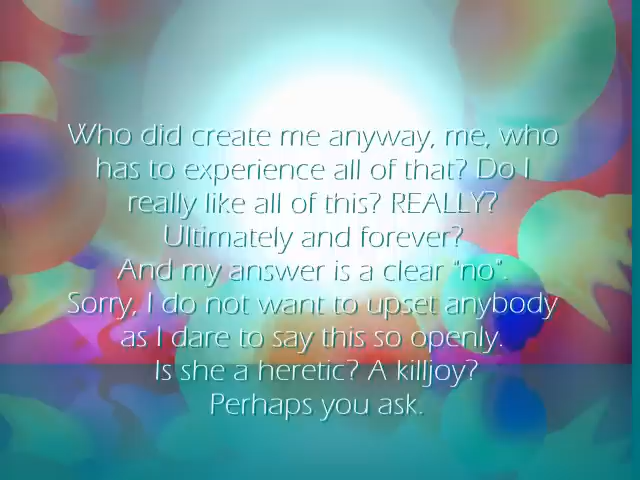 Who did create me anyway, me, who
has to experience all of that? Do I
really like all of this? REALLY?
Ultimately and forever?
And my answer is a clear "no".
Sorry, I do not want to upset anybody
as I dare to say this so openly.
Is she a heretic? A killjoy?
Perhaps you ask.